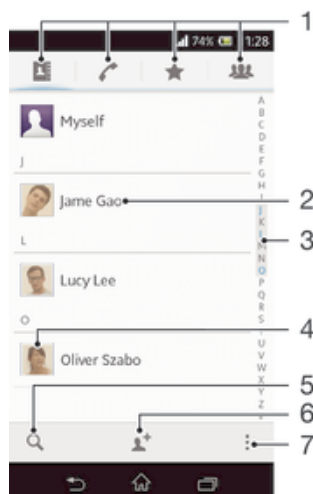 1
74% 1:28
A
B
C
D
E
F
G
H
I
J
K
L
M
N
O
P
Q
R
S
U
V
W
X
Y
Z
Myself
J
Jame Gao
L
Lucy Lee
O
Oliver Szabo
2
3
4
5
6
7